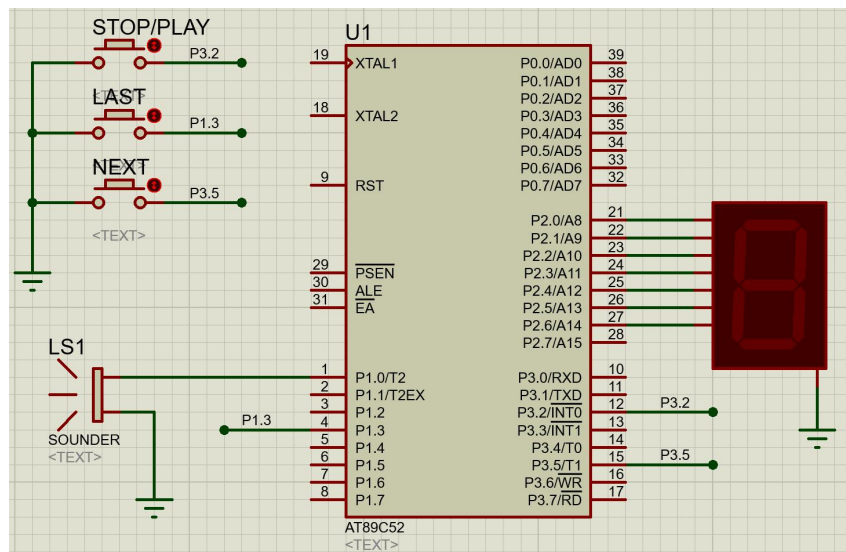 STOP/PLAY
P3.2
<TEXT>
LAST
P1.3
<TEXT>
NEXT
P3.5
<TEXT>
LS1
SOUNDER
<TEXT>
P1.3
U1
19 XTAL1
18 XTAL2
9 RST
29 PSEN
30 ALE
31 EA
1 P1.0/T2
2 P1.1/T2EX
3 P1.2
4 P1.3
5 P1.4
6 P1.5
7 P1.6
8 P1.7
P0.0/AD0 39
P0.1/AD1 38
P0.2/AD2 37
P0.3/AD3 36
P0.4/AD4 35
P0.5/AD5 34
P0.6/AD6 33
P0.7/AD7 32
P2.0/A8 21
P2.1/A9 22
P2.2/A10 23
P2.3/A11 24
P2.4/A12 25
P2.5/A13 26
P2.6/A14 27
P2.7/A15 28
P3.0/RXD 10
P3.1/TXD 11
P3.2/INT0 12
P3.3/INT1 13
P3.4/T0 14
P3.5/T1 15
P3.6/WR 16
P3.7/RD 17
AT89C52
<TEXT>
P3.2
P3.5